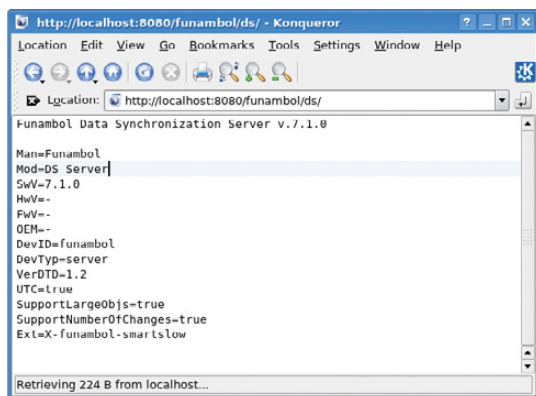 http://localhost:8080/funambol/ds/ - Konqueror
Location Edit View Go Bookmarks Tools Settings Window Help
Location: http://localhost:8080/funambol/ds/
Funambol Data Synchronization Server v.7.1.0
Man=Funambol
Mod=DS Server
SwV=7.1.0
HwV=-
FwV=-
OEM=-
DevID=funambol
DevTyp=server
VerDTD=1.2
UTC=true
SupportLargeObjs=true
SupportNumberOfChanges=true
Ext=X-funambol-smartslow
Retrieving 224 B from localhost...